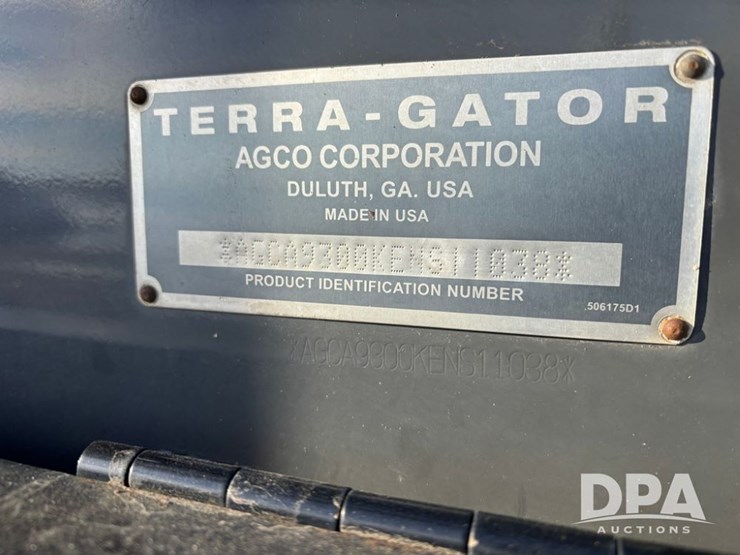 TERRA-GATOR
AGCO CORPORATION
DULUTH, GA. USA
MADE IN USA
*AGCA9300KENS11038*
PRODUCT IDENTIFICATION NUMBER
506175D1
*AGCA9300KENS11038*
DPA
AUCTIONS